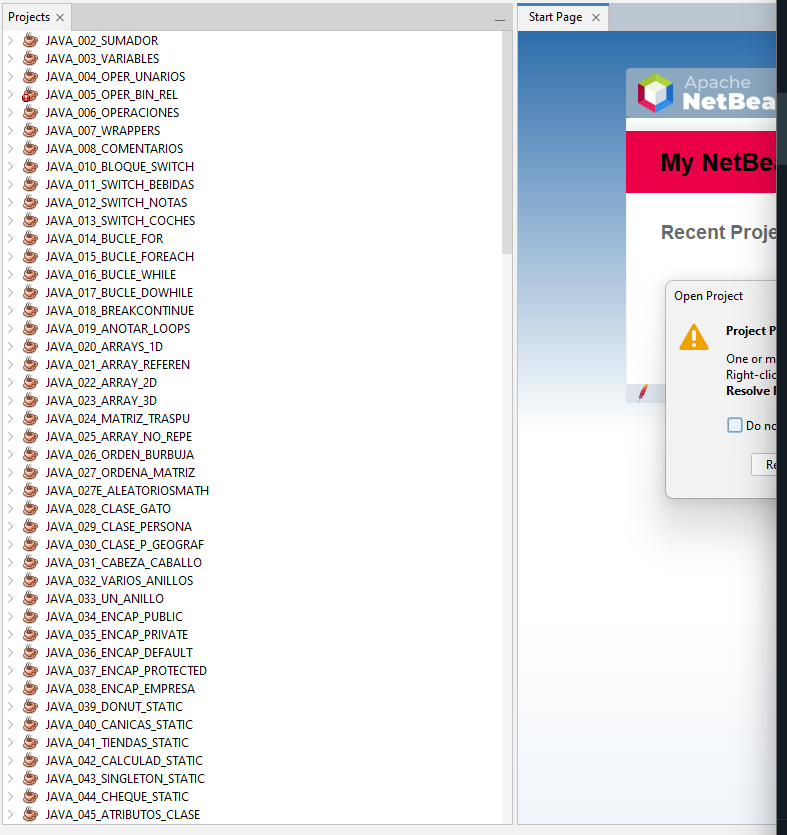 Projects
JAVA_002_SUMADOR
JAVA_003_VARIABLES
JAVA_004_OPER_UNARIOS
JAVA_005_OPER_BIN_REL
JAVA_006_OPERACIONES
JAVA_007_WRAPPERS
JAVA_008_COMENTARIOS
JAVA_010_BLOQUE_SWITCH
JAVA_011_SWITCH_BEBIDAS
JAVA_012_SWITCH_NOTAS
JAVA_013_SWITCH_COCHES
JAVA_014_BUCLE_FOR
JAVA_015_BUCLE_FOREACH
JAVA_016_BUCLE_WHILE
JAVA_017_BUCLE_DOWHILE
JAVA_018_BREAKCONTINUE
JAVA_019_ANOTAR_LOOPS
JAVA_020_ARRAYS_1D
JAVA_021_ARRAY_REFEREN
JAVA_022_ARRAY_2D
JAVA_023_ARRAY_3D
JAVA_024_MATRIZ_TRASPU
JAVA_025_ARRAY_NO_REPE
JAVA_026_ORDEN_BURBUJA
JAVA_027_ORDENA_MATRIZ
JAVA_027E_ALEATORIOSMATH
JAVA_028_CLASE_GATO
JAVA_029_CLASE_PERSONA
JAVA_030_CLASE_P_GEOGRAF
JAVA_031_CABEZA_CABALLO
JAVA_032_VARIOS_ANILLOS
JAVA_033_UN_ANILLO
JAVA_034_ENCAP_PUBLIC
JAVA_035_ENCAP_PRIVATE
JAVA_036_ENCAP_DEFAULT
JAVA_037_ENCAP_PROTECTED
JAVA_038_ENCAP_EMPRESA
JAVA_039_DONUT_STATIC
JAVA_040_CANICAS_STATIC
JAVA_041_TIENDAS_STATIC
JAVA_042_CALCULAD_STATIC
JAVA_043_SINGLETON_STATIC
JAVA_044_CHEQUE_STATIC
JAVA_045_ATRIBUTOS_CLASE
Start Page
Apache
NetBea
My NetBea
Recent Proje
Open Project
Project P
One or m
Right-clic
Resolve
Do no
Re